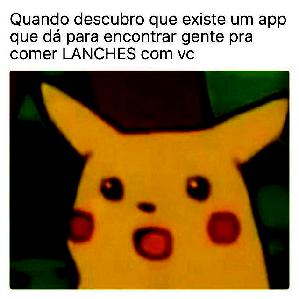 Quando descubro que existe um app
que dá para encontrar gente pra
comer LANCHES com vc